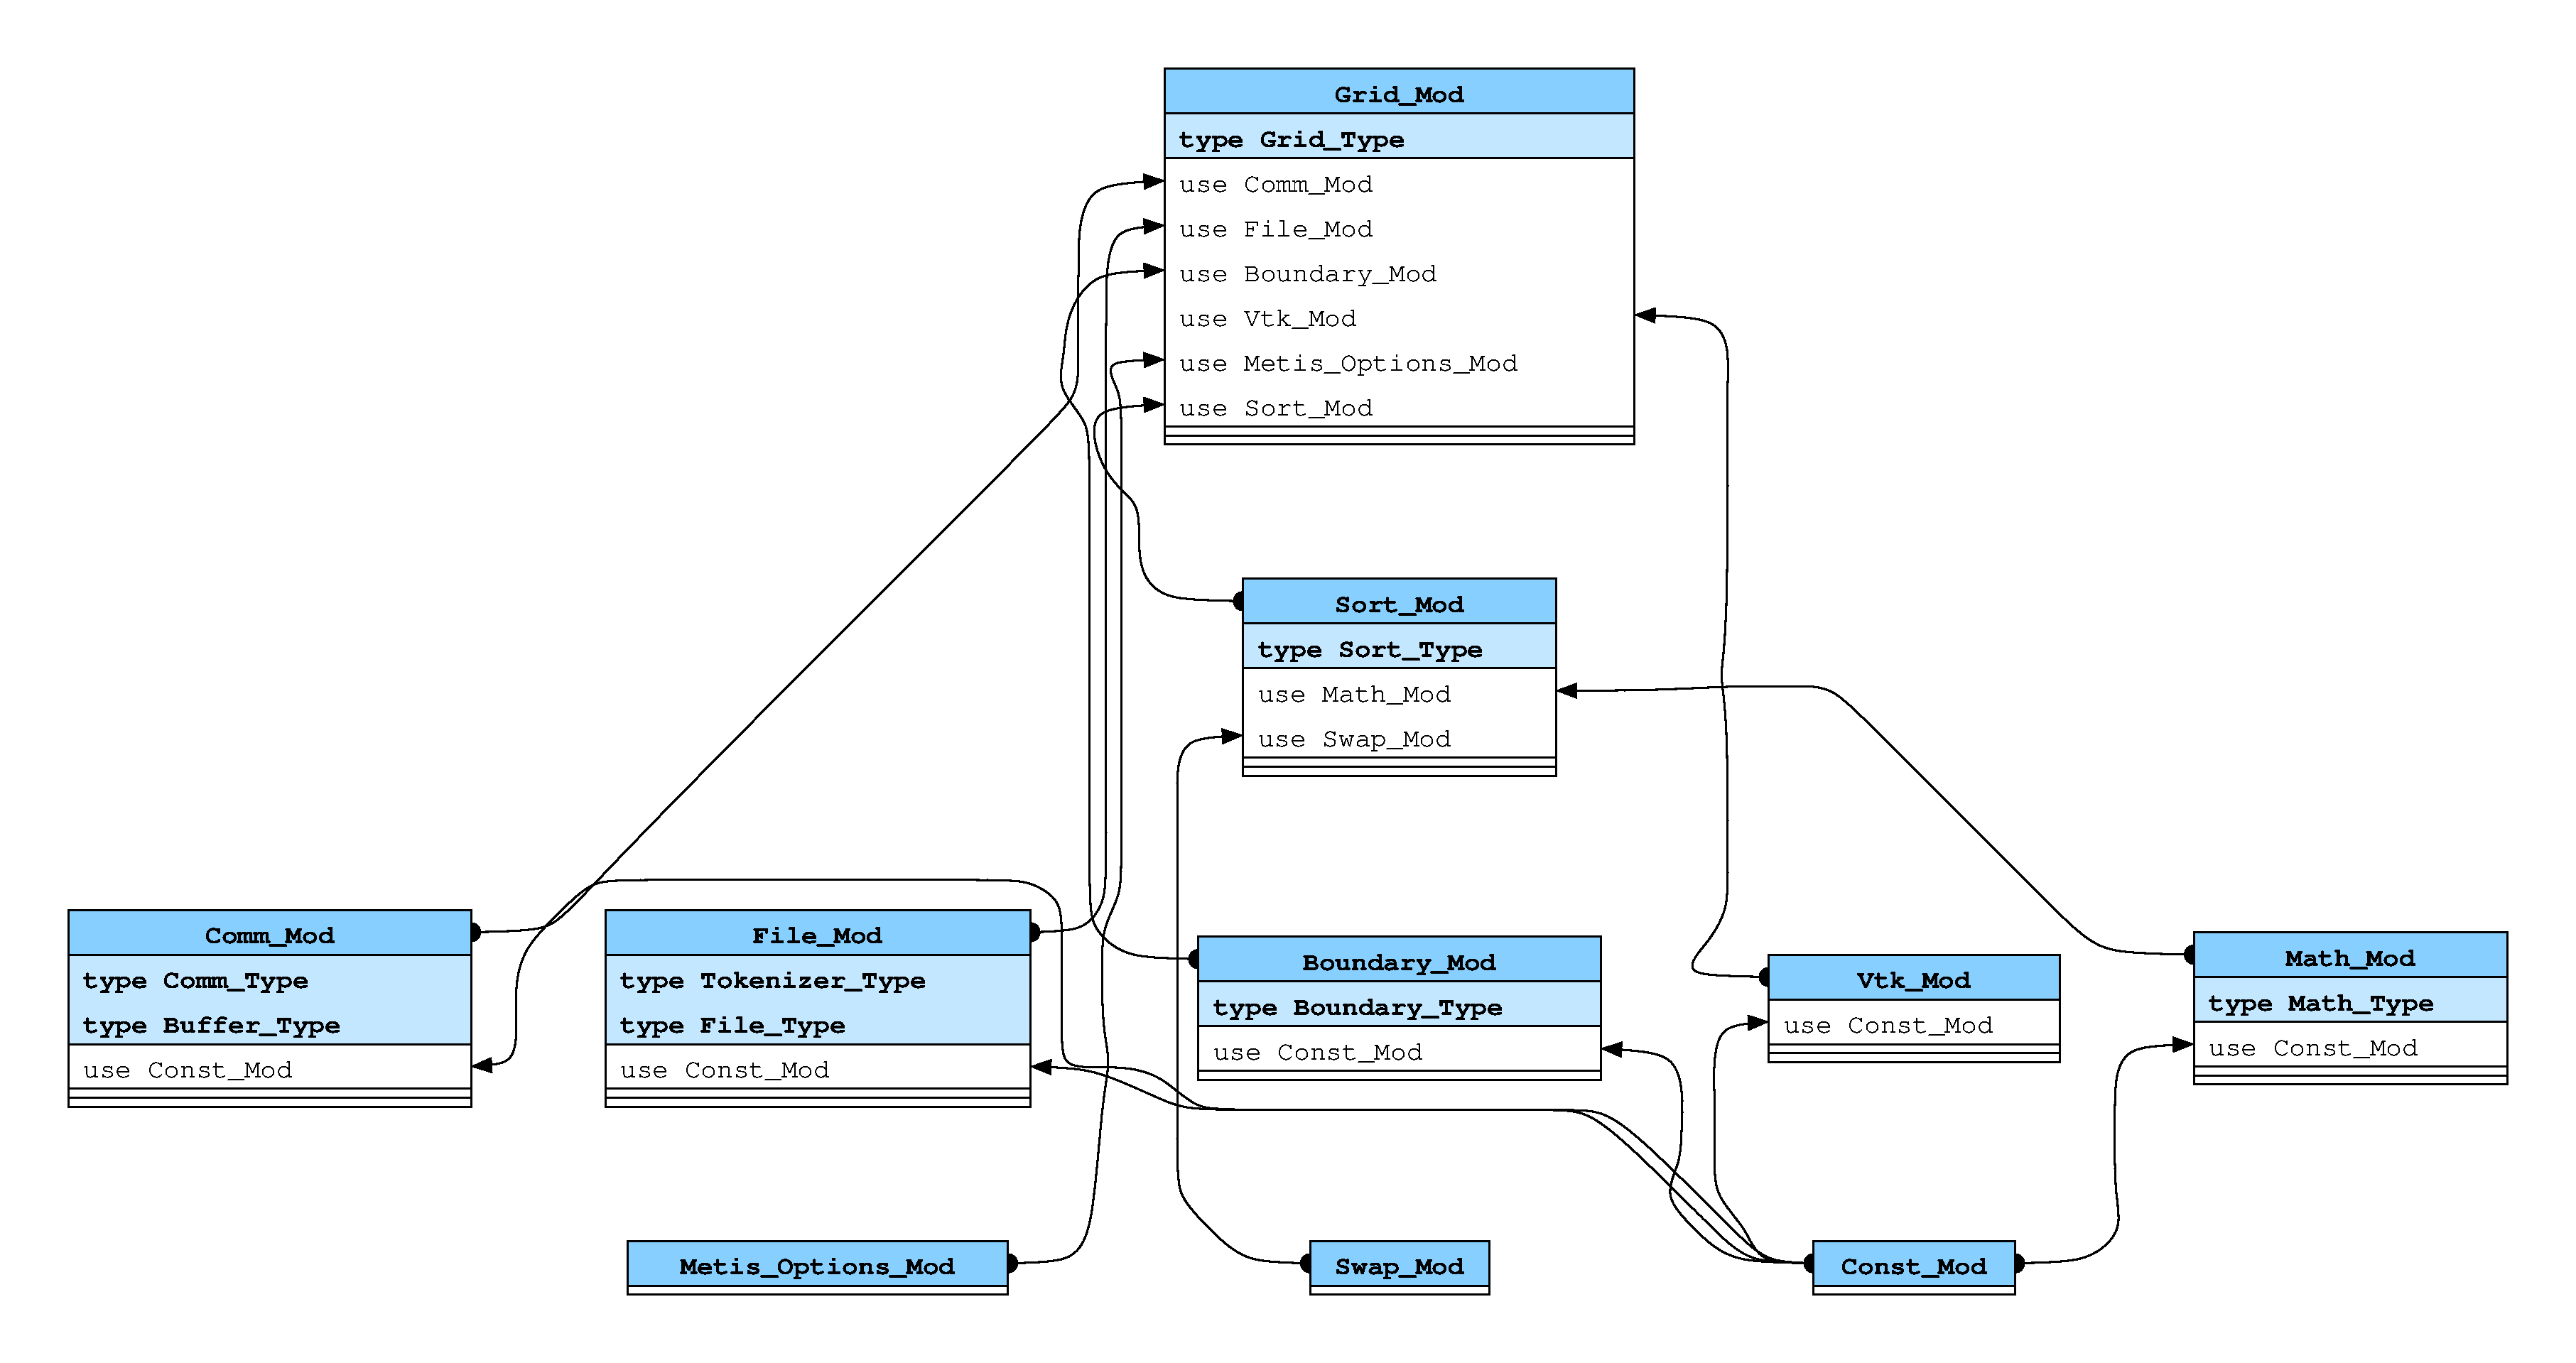 Grid_Mod
type Grid_Type
use Comm_Mod
use File_Mod
use Boundary_Mod
use Vtk_Mod
use Metis_Options_Mod
use Sort_Mod
Sort_Mod
type Sort_Type
use Math_Mod
use Swap_Mod
Comm_Mod
type Comm_Type
type Buffer_Type
use Const_Mod
File_Mod
type Tokenizer_Type
type File_Type
use Const_Mod
Boundary_Mod
type Boundary_Type
use Const_Mod
Vtk_Mod
use Const_Mod
Math_Mod
type Math_Type
use Const_Mod
Metis_Options_Mod
Swap_Mod
Const_Mod